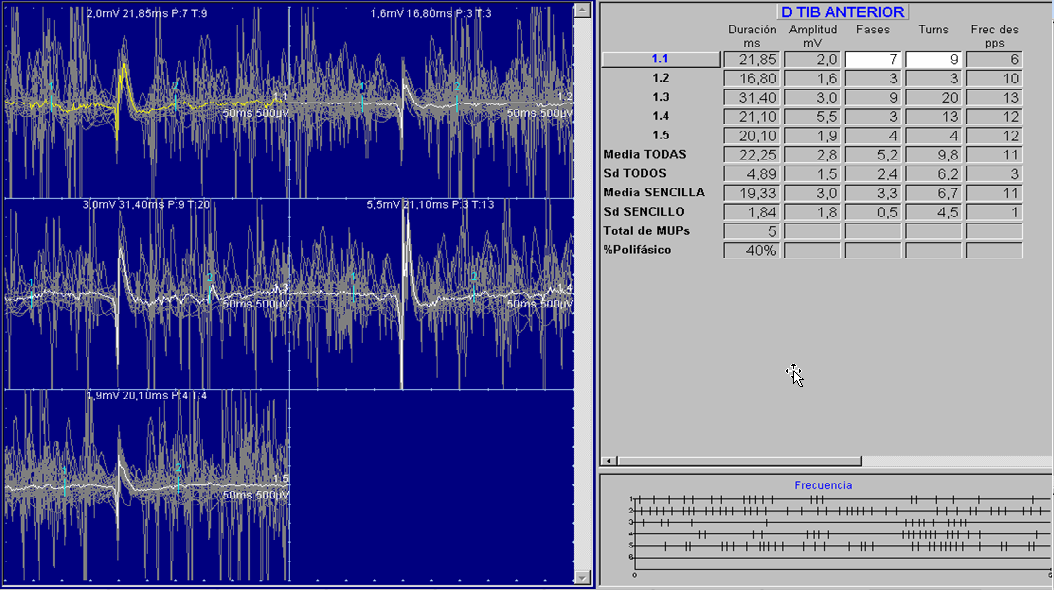 2,0mV 21,85ms P:7 T:9
1,6mV 16,80ms P:3 T:3
2
1
2
1.1
1.2
50ms 500µV
50ms 500µV
3,0mV 31,40ms P:9 T:20
5,5mV 21,10ms P:3 T:13
1.3
1.4
50ms 500µV
50ms 500µV
1,9mV 20,10ms P:4 T:4
1
2
1.5
50ms 500µV
D TIB ANTERIOR
Duración ms Amplitud mV Fases Turns Frec des pps
1.1 21,85 2,0 7 9 6
1.2 16,80 1,6 3 3 10
1.3 31,40 3,0 9 20 13
1.4 21,10 5,5 3 13 12
1.5 20,10 1,9 4 4 12
Media TODAS 22,25 2,8 5,2 9,8 11
Sd TODOS 4,89 1,5 2,4 6,2 3
Media SENCILLA 19,33 3,0 3,3 6,7 11
Sd SENCILLO 1,84 1,8 0,5 4,5 1
Total de MUPs 5
%Polifásico 40%
Frecuencia
1
2
3
4
5
6
0